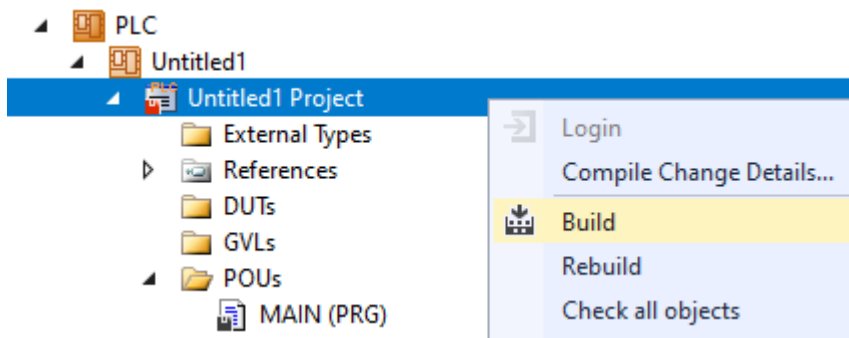 PLC
Untitled1
Untitled1 Project
External Types
References
DUTs
GVLs
POUs
MAIN (PRG)
Login
Compile Change Details...
Build
Rebuild
Check all objects